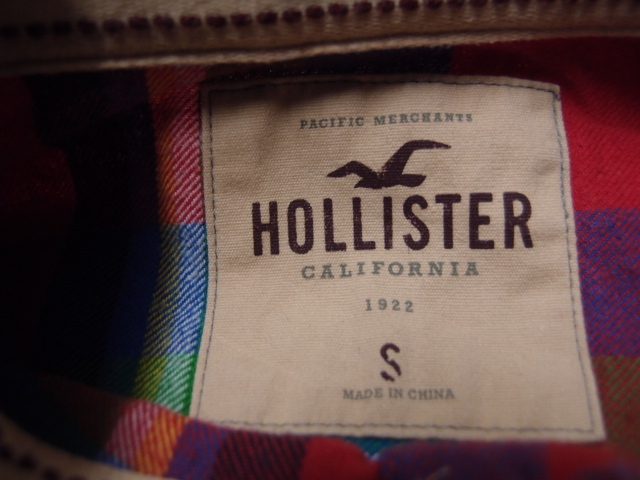 PACIFIC MERCHANTS
HOLLISTER
CALIFORNIA
1922
S
MADE IN CHINA